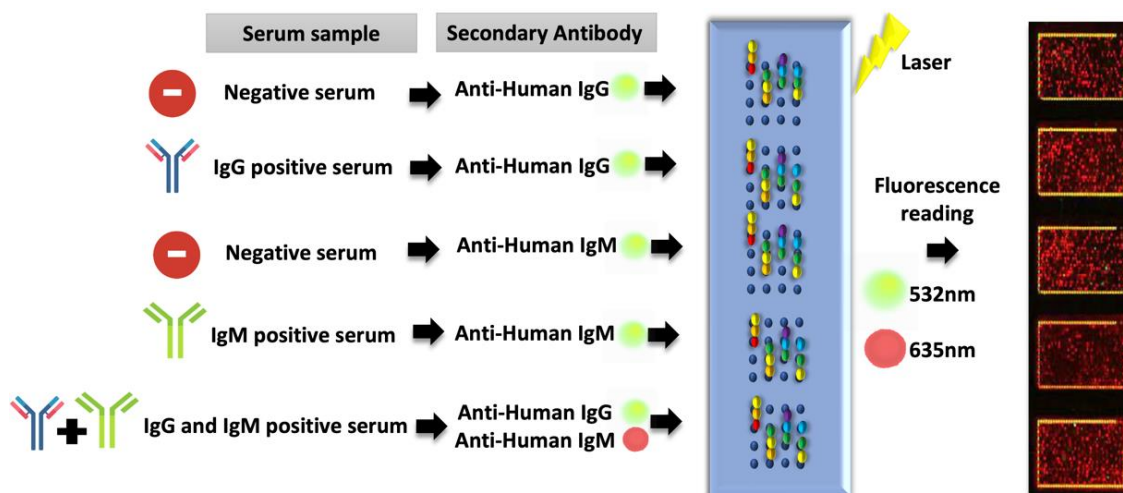 Serum sample
Secondary Antibody
Laser
Negative serum
Anti-Human IgG
IgG positive serum
Anti-Human IgG
Fluorescence
reading
Negative serum
Anti-Human IgM
532nm
IgM positive serum
Anti-Human IgM
635nm
IgG and IgM positive serum
Anti-Human IgG
Anti-Human IgM